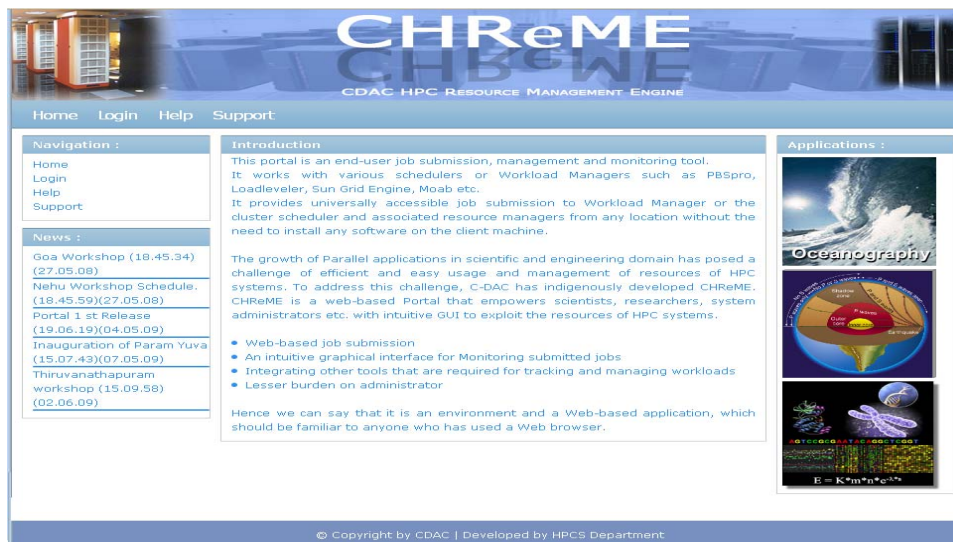 CHReME
CDAC HPC RESOURCE MANAGEMENT ENGINE
Home Login Help Support
Navigation :
Home
Login
Help
Support
News :
Goa Workshop (18.45.34)
(27.05.08)
Nehu Workshop Schedule.
(18.45.59)(27.05.08)
Portal 1 st Release
(19.06.19)(04.05.09)
Inauguration of Param Yuva
(15.07.43)(07.05.09)
Thiruvanathapuram
workshop (15.09.58)
(02.06.09)
Introduction
This portal is an end-user job submission, management and monitoring tool.
It works with various schedulers or Workload Managers such as PBSpro,
Loadleveler, Sun Grid Engine, Moab etc.
It provides universally accessible job submission to Workload Manager or the
cluster scheduler and associated resource managers from any location without the
need to install any software on the client machine.
The growth of Parallel applications in scientific and engineering domain has posed a
challenge of efficient and easy usage and management of resources of HPC
systems. To address this challenge, C-DAC has indigenously developed CHReME.
CHReME is a web-based Portal that empowers scientists, researchers, system
administrators etc. with intuitive GUI to exploit the resources of HPC systems.
• Web-based job submission
• An intuitive graphical interface for Monitoring submitted jobs
• Integrating other tools that are required for tracking and managing workloads
• Lesser burden on administrator
Hence we can say that it is an environment and a Web-based application, which
should be familiar to anyone who has used a Web browser.
Applications :
Oceanography
Shadow
zone
P waves
Outer
core
Earthquake
AGTCCGCGAATACAGGCTCGGT
© Copyright by CDAC | Developed by HPCS Department